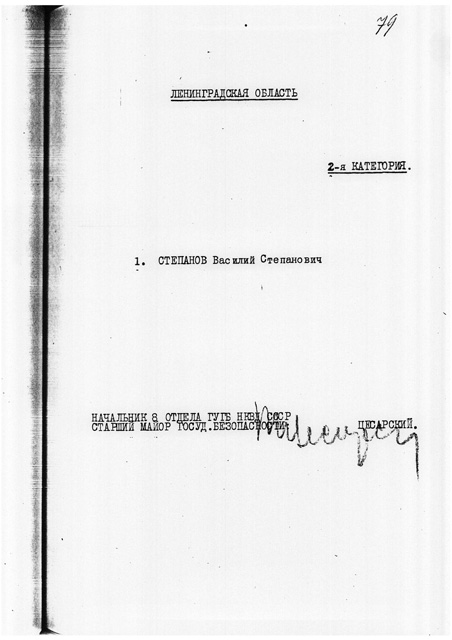 79
ЛЕНИНГРАДСКАЯ ОБЛАСТЬ
2-я КАТЕГОРИЯ.
1. СТЕПАНОВ Василий Степанович
НАЧАЛЬНИК 8 ОТДЕЛА ГУГБ НКВД СССР
СТАРШИЙ МАЙОР ГОСУД.БЕЗОПАСНОСТИ: ЦЕСАРСКИЙ.